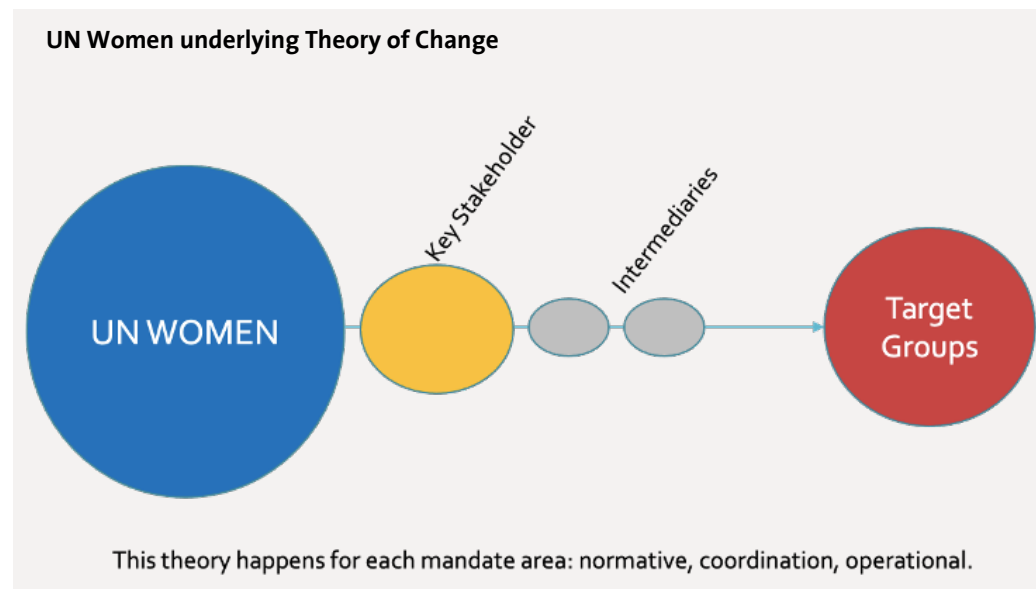 UN Women underlying Theory of Change
Key Stakeholder
Intermediaries
UN WOMEN
Target
Groups
This theory happens for each mandate area: normative, coordination, operational.